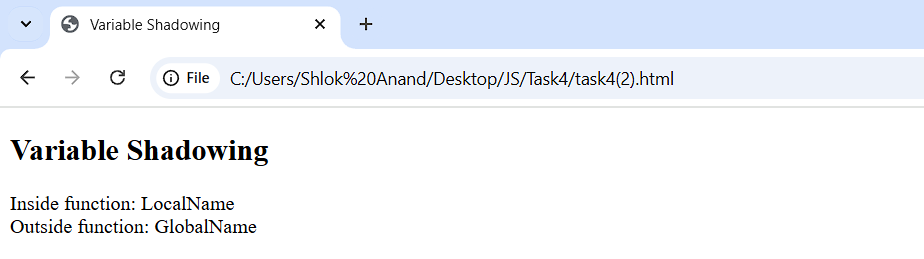 Variable Shadowing
File C:/Users/Shlok%20Anand/Desktop/JS/Task4/task4(2).html
Variable Shadowing
Inside function: LocalName
Outside function: GlobalName